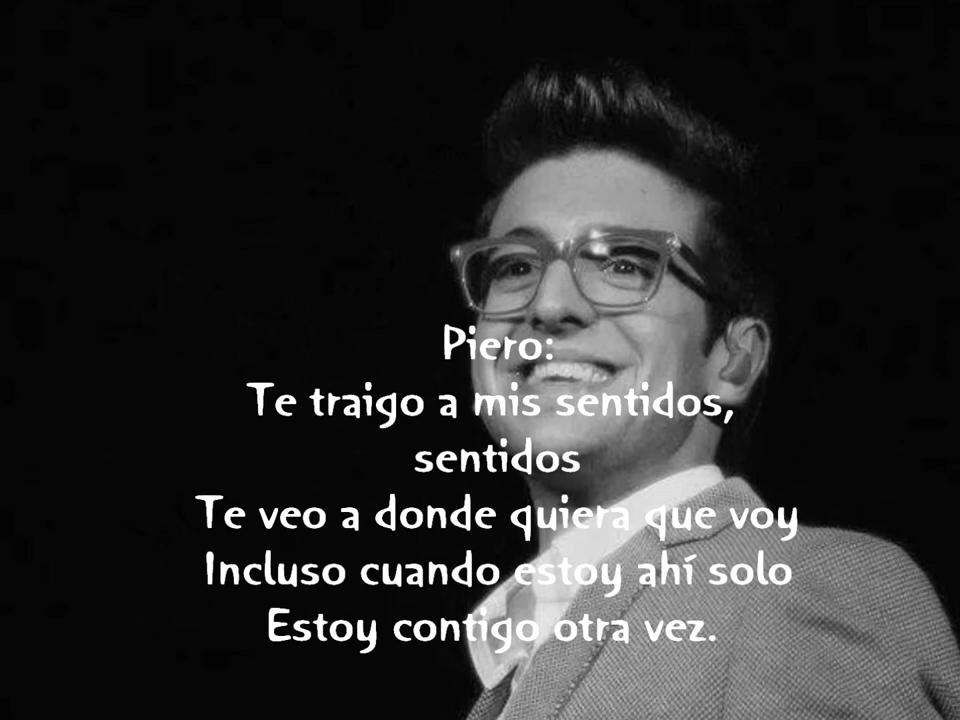 Piero:
Te traigo a mis sentidos,
sentidos
Te veo a donde quiera que voy
Incluso cuando estoy ahí solo
Estoy contigo otra vez.